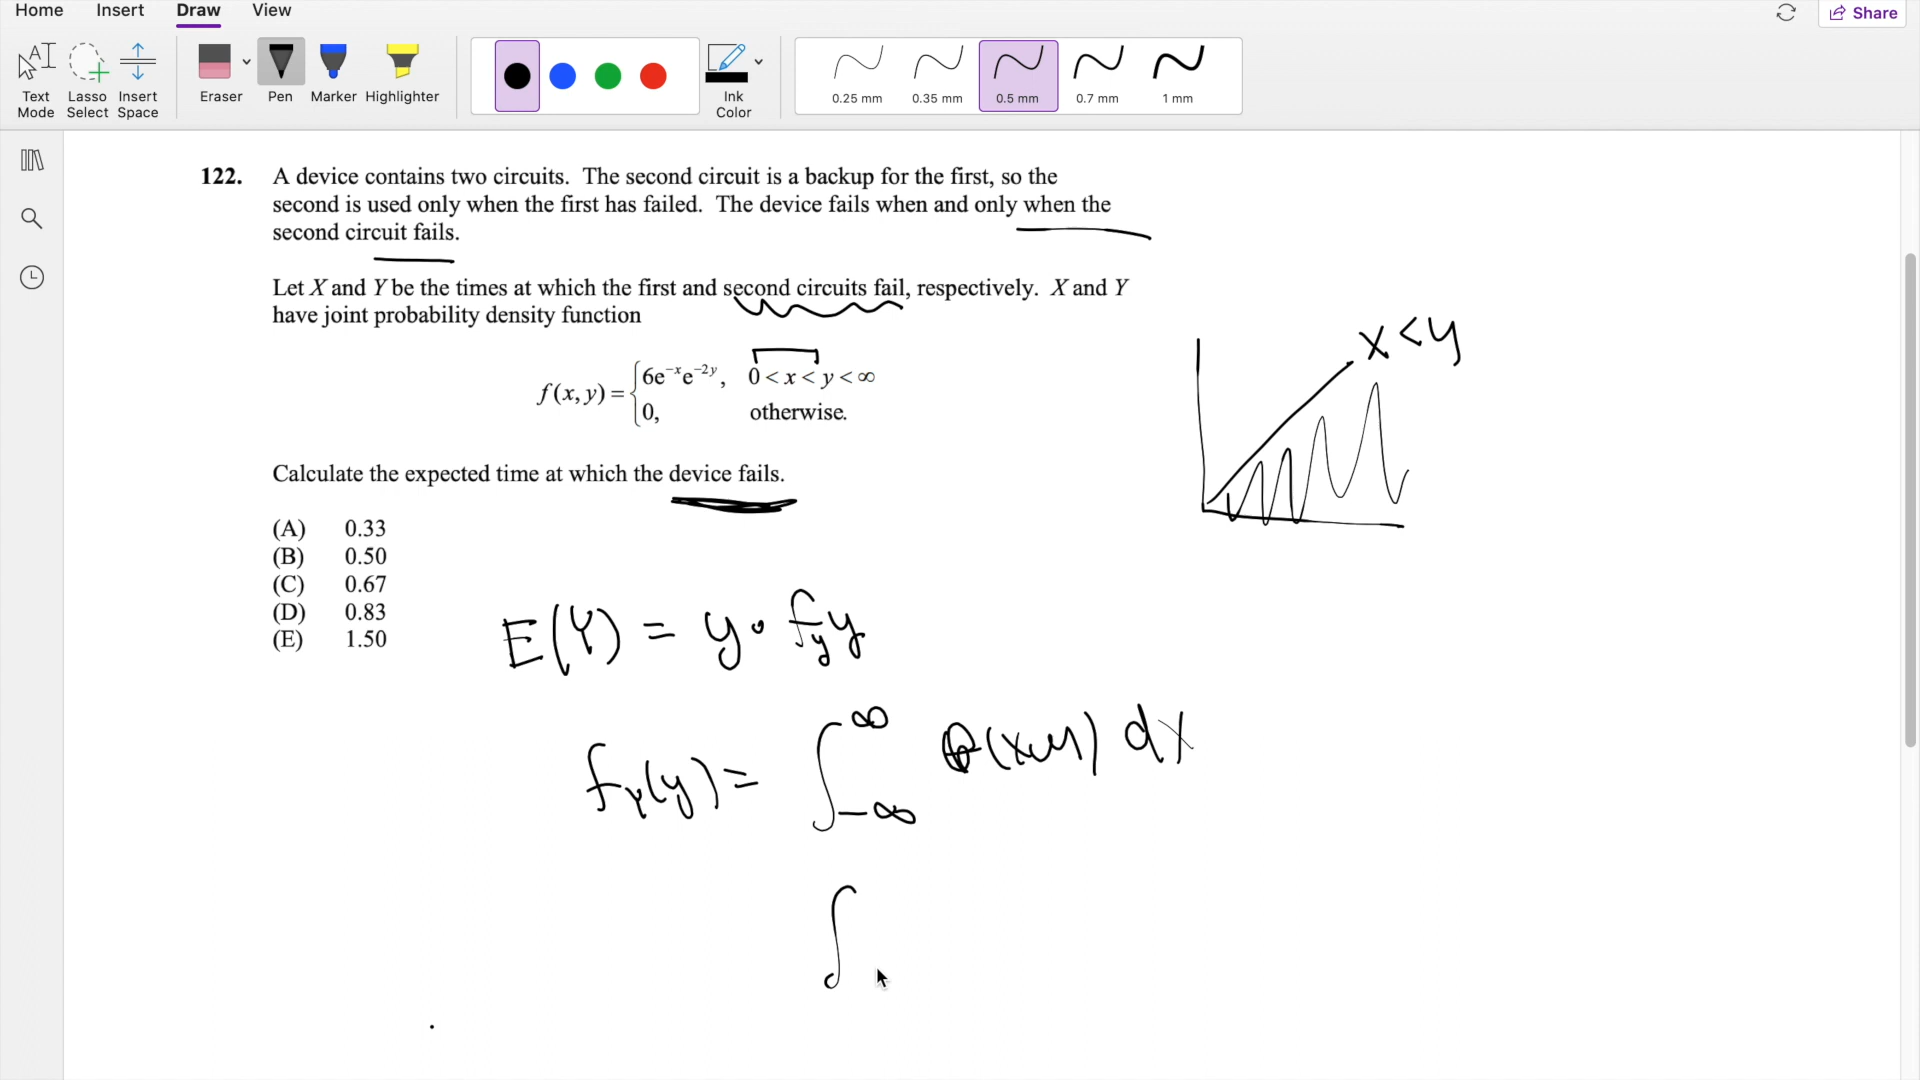 Home Insert Draw View
Share
Text Mode
Lasso Select
Insert Space
Eraser
Pen
Marker
Highlighter
Ink Color
0.25 mm
0.35 mm
0.5 mm
0.7 mm
1 mm
122. A device contains two circuits. The second circuit is a backup for the first, so the
second is used only when the first has failed. The device fails when and only when the
second circuit fails.
Let X and Y be the times at which the first and second circuits fail, respectively. X and Y
have joint probability density function
f(x, y) = { 6e^{-x}e^{-2y}, 0 < x < y < ∞
0, otherwise.
x < y
Calculate the expected time at which the device fails.
(A) 0.33
(B) 0.50
(C) 0.67
(D) 0.83
(E) 1.50
E(Y) = y · f_y y
f_Y(y) = ∫_{-∞}^{∞} (x,y) dx
∫